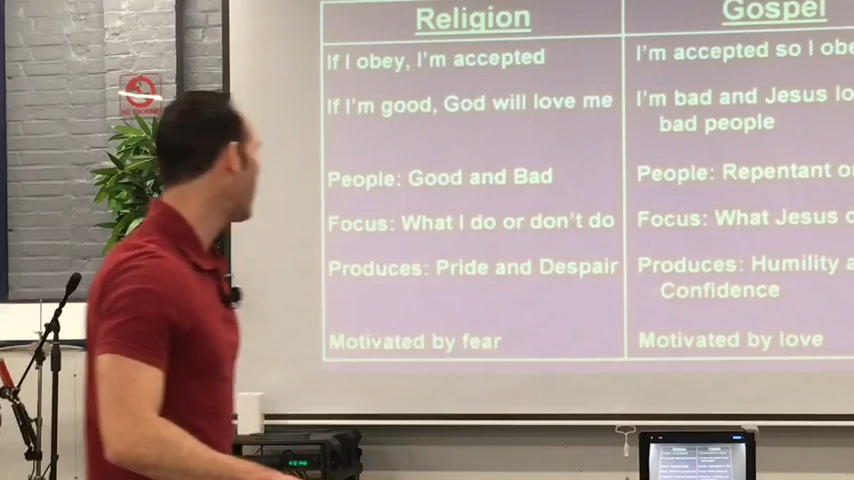 Religion
Gospel
If I obey, I'm accepted
I'm accepted so I obe
If I'm good, God will love me
I'm bad and Jesus lo
bad people
People: Good and Bad
People: Repentant o
Focus: What I do or don't do
Focus: What Jesus
Produces: Pride and Despair
Produces: Humility a
Confidence
Motivated by fear
Motivated by love
NO SMOKING